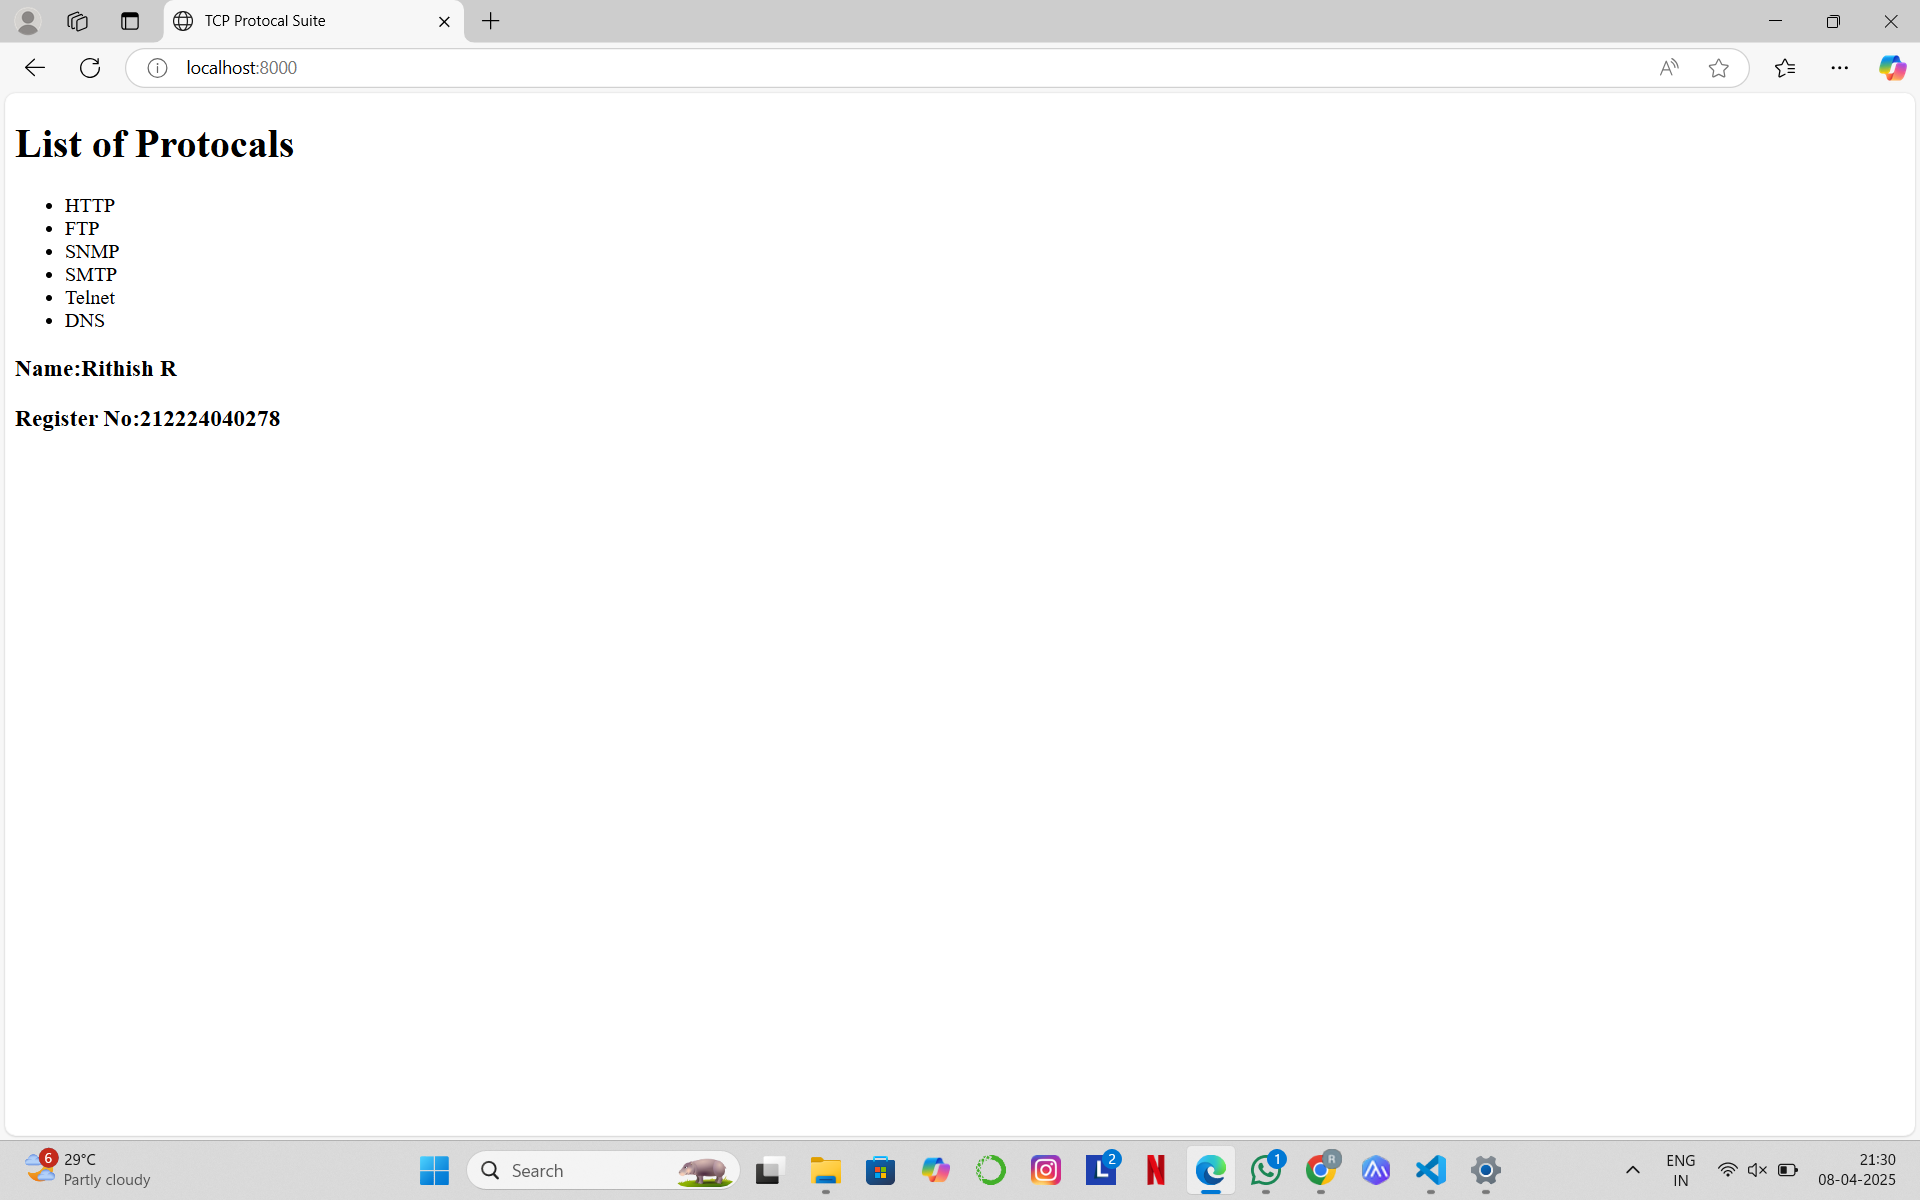 TCP Protocal Suite
localhost:8000
List of Protocals
• HTTP
• FTP
• SNMP
• SMTP
• Telnet
• DNS
Name:Rithish R
Register No:212224040278
6
29°C
Partly cloudy
Search
L
2
N
1
R
ENG
IN
21:30
08-04-2025